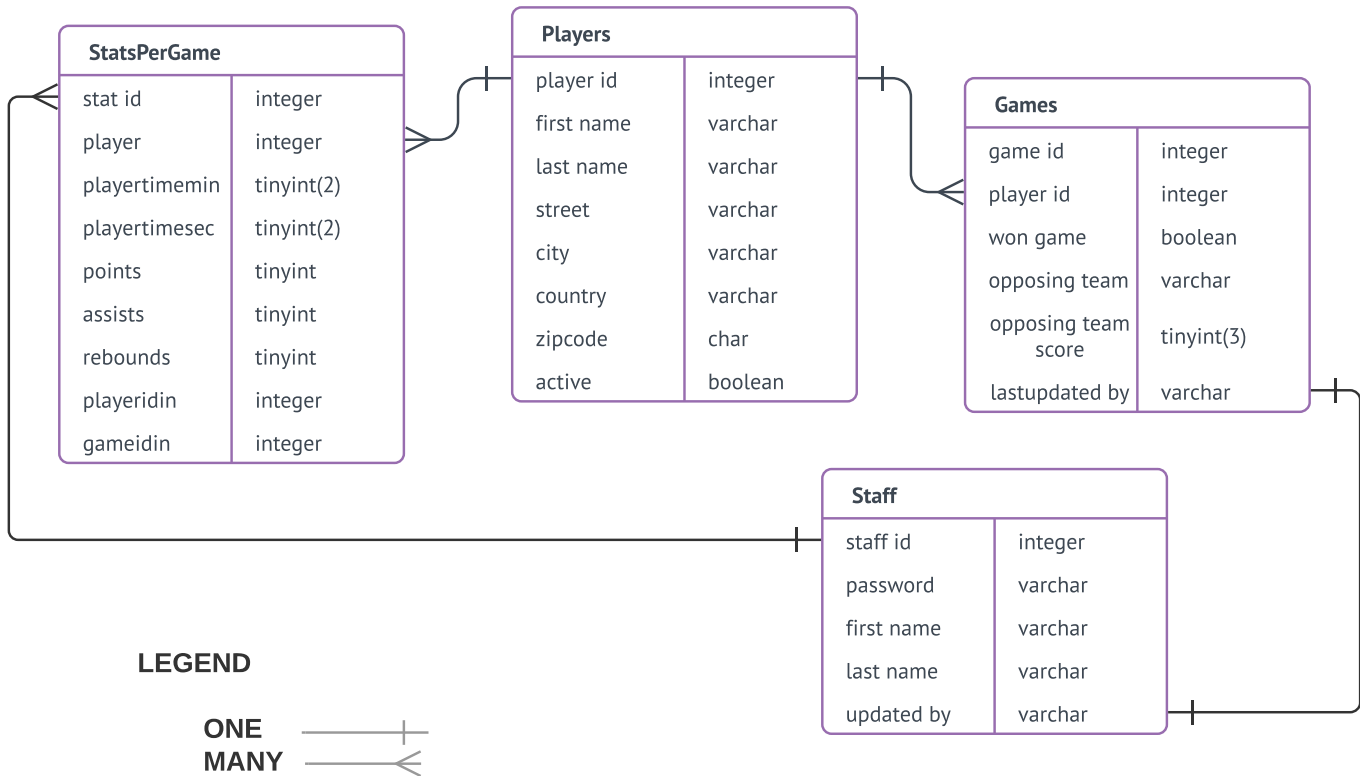 StatsPerGame
stat id integer
player integer
playertimemin tinyint(2)
playertimesec tinyint(2)
points tinyint
assists tinyint
rebounds tinyint
playeridin integer
gameidin integer
Players
player id integer
first name varchar
last name varchar
street varchar
city varchar
country varchar
zipcode char
active boolean
Games
game id integer
player id integer
won game boolean
opposing team varchar
opposing team
score tinyint(3)
lastupdated by varchar
Staff
staff id integer
password varchar
first name varchar
last name varchar
updated by varchar
LEGEND
ONE
MANY